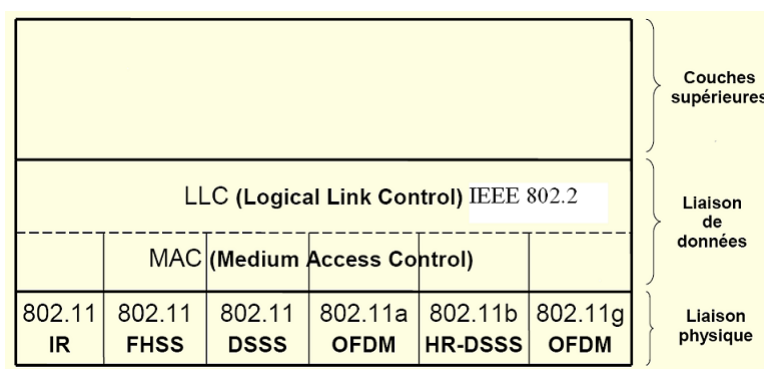 Couches
supérieures
LLC (Logical Link Control) IEEE 802.2
Liaison
de
données
MAC (Medium Access Control)
802.11 802.11 802.11 802.11a 802.11b 802.11g
IR FHSS DSSS OFDM HR-DSSS OFDM
Liaison
physique